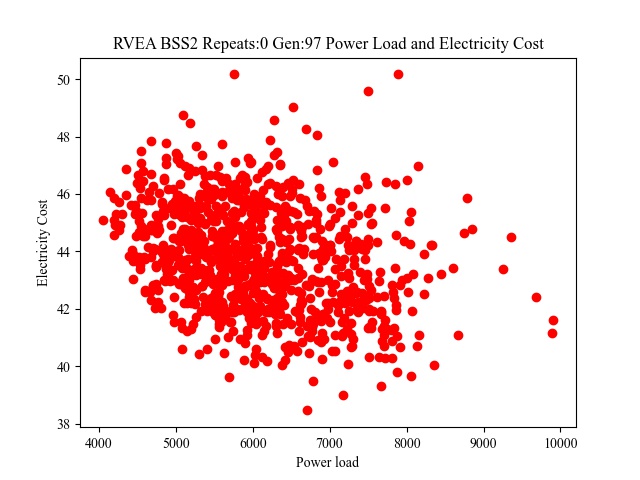 RVEA BSS2 Repeats:0 Gen:97 Power Load and Electricity Cost
50
48
46
44
42
40
38
Electricity Cost
4000 5000 6000 7000 8000 9000 10000
Power load